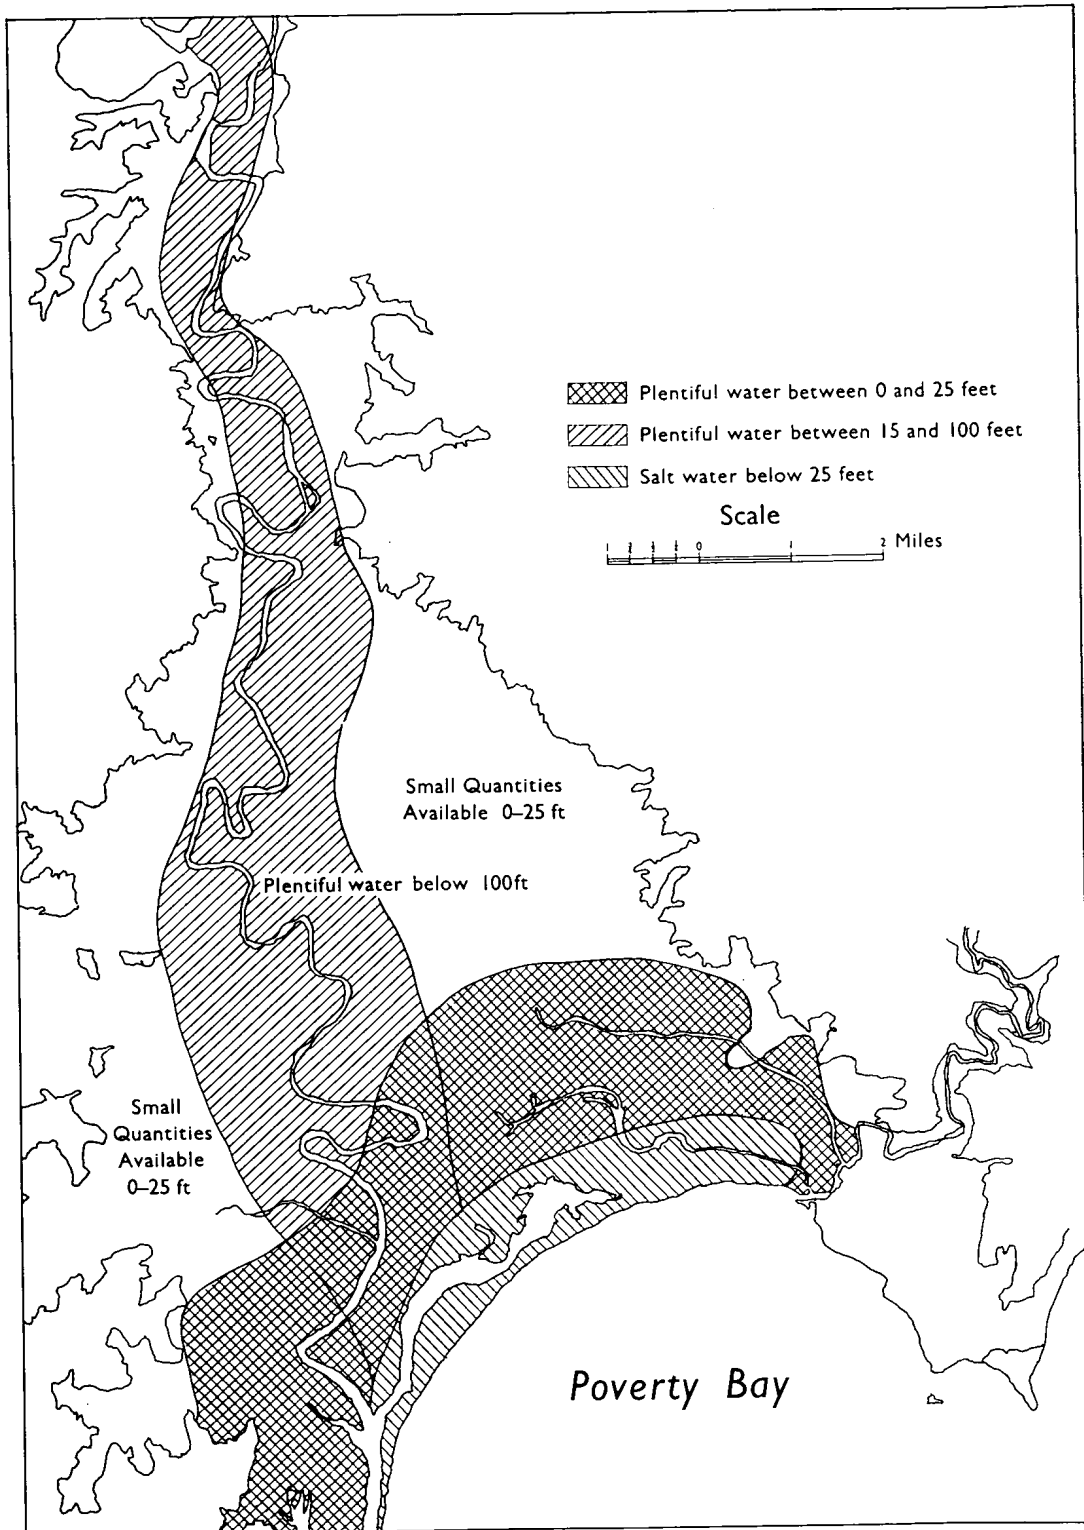 Plentiful water between 0 and 25 feet
Plentiful water between 15 and 100 feet
Salt water below 25 feet
Scale
1 0 1 2 Miles
Small Quantities
Available 0–25 ft
Plentiful water below 100ft
Small
Quantities
Available
0–25 ft
Poverty Bay